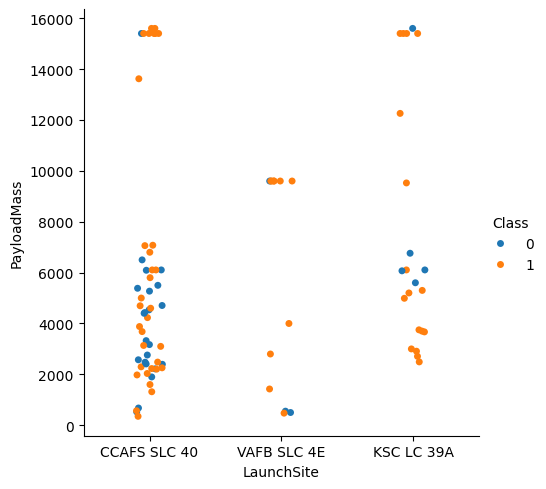 16000
14000
12000
10000
8000
6000
4000
2000
0
PayloadMass
CCAFS SLC 40
VAFB SLC 4E
KSC LC 39A
LaunchSite
Class
0
1